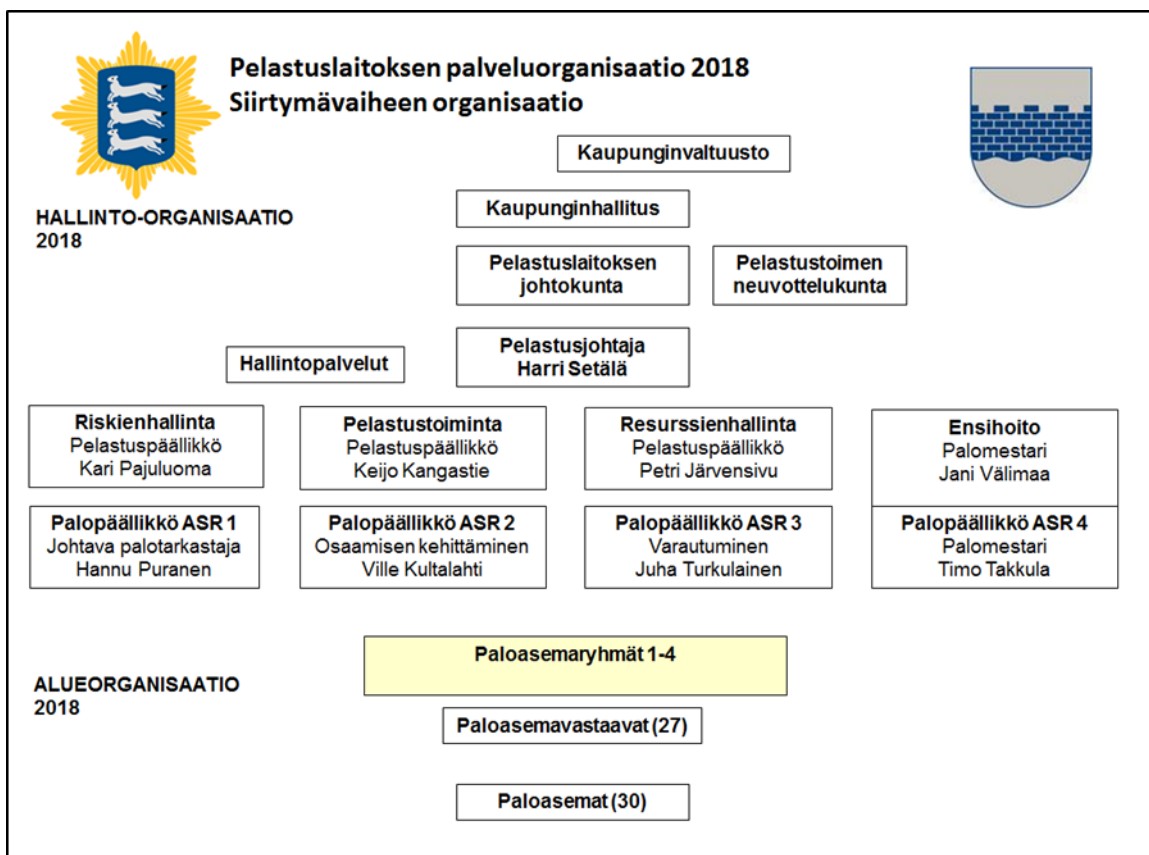 Pelastuslaitoksen palveluorganisaatio 2018
Siirtymävaiheen organisaatio
Kaupunginvaltuusto
HALLINTO-ORGANISAATIO
2018
Kaupunginhallitus
Pelastuslaitoksen
johtokunta
Pelastustoimen
neuvottelukunta
Hallintopalvelut
Pelastusjohtaja
Harri Setälä
Riskienhallinta
Pelastuspäällikkö
Kari Pajuluoma
Pelastustoiminta
Pelastuspäällikkö
Keijo Kangastie
Resurssienhallinta
Pelastuspäällikkö
Petri Järvensivu
Ensihoito
Palomestari
Jani Välimaa
Palopäällikkö ASR 1
Johtava palotarkastaja
Hannu Puranen
Palopäällikkö ASR 2
Osaamisen kehittäminen
Ville Kultalahti
Palopäällikkö ASR 3
Varautuminen
Juha Turkulainen
Palopäällikkö ASR 4
Palomestari
Timo Takkula
Paloasemaryhmät 1-4
ALUEORGANISAATIO
2018
Paloasemavastaavat (27)
Paloasemat (30)